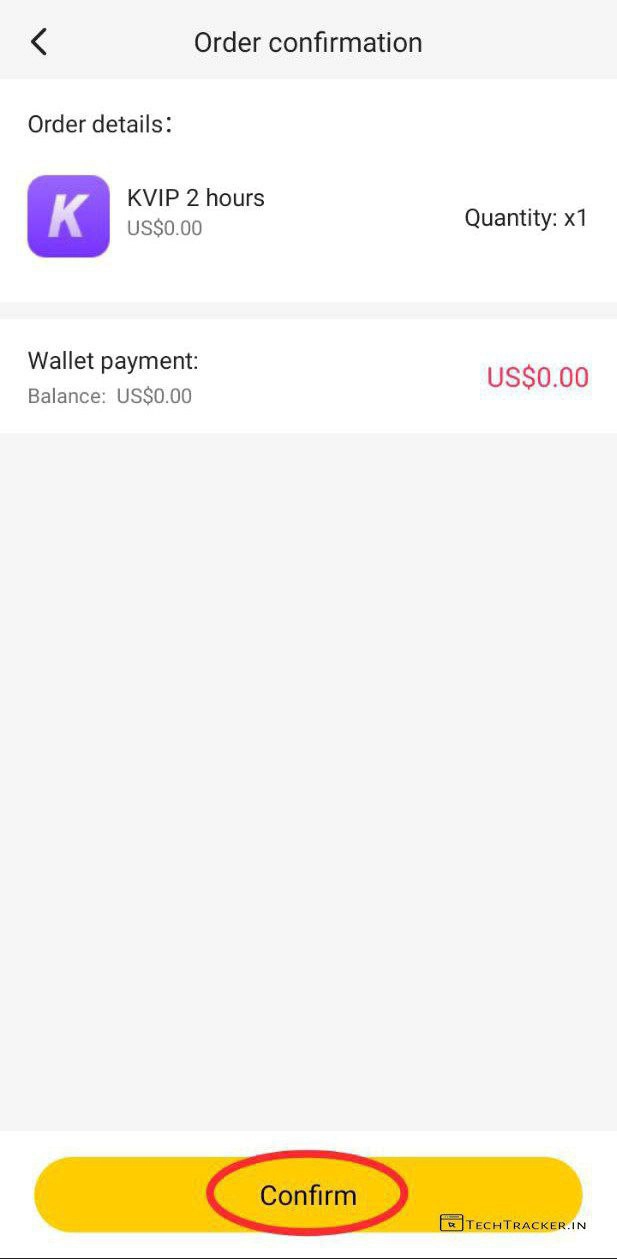 Order confirmation
Order details:
K
KVIP 2 hours
US$0.00
Quantity: x1
Wallet payment:
Balance: US$0.00
US$0.00
Confirm
TECHTRACKER.IN